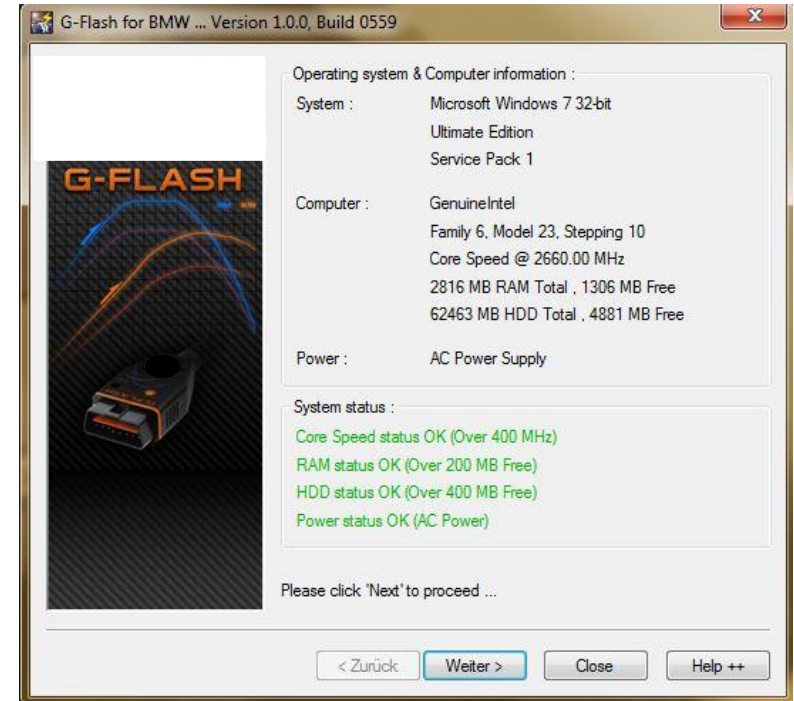 G-Flash for BMW ... Version 1.0.0, Build 0559
G-FLASH
Operating system & Computer information :
System : Microsoft Windows 7 32-bit
Ultimate Edition
Service Pack 1
Computer : GenuineIntel
Family 6, Model 23, Stepping 10
Core Speed @ 2660.00 MHz
2816 MB RAM Total , 1306 MB Free
62463 MB HDD Total , 4881 MB Free
Power : AC Power Supply
System status :
Core Speed status OK (Over 400 MHz)
RAM status OK (Over 200 MB Free)
HDD status OK (Over 400 MB Free)
Power status OK (AC Power)
Please click 'Next' to proceed ...
< Zurück
Weiter >
Close
Help ++